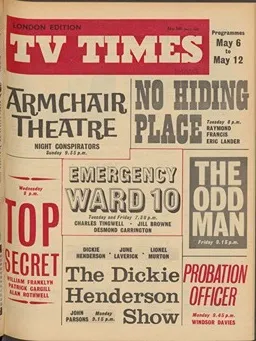 LONDON EDITION
TV TIMES
Programmes
May 6
to
May 12
ARMCHAIR
THEATRE
NIGHT CONSPIRATORS
Sunday 9.35 p.m.
NO HIDING
PLACE
Tuesday 8 p.m.
RAYMOND
FRANCIS
ERIC LANDER
EMERGENCY
WARD 10
Tuesday and Friday 7.30 p.m.
CHARLES TINGWELL · JILL BROWNE
DESMOND CARRINGTON
THE
ODD
MAN
Friday 9.15 p.m.
Wednesday
8 p.m.
TOP
SECRET
WILLIAM FRANKLYN
PATRICK CARGILL
ALAN ROTHWELL
DICKIE HENDERSON · JUNE LAVERICK · LIONEL MURTON
The Dickie
Henderson
Show
JOHN PARSONS
Monday
9.15 p.m.
PROBATION
OFFICER
Monday 5.45 p.m.
WINDSOR DAVIES